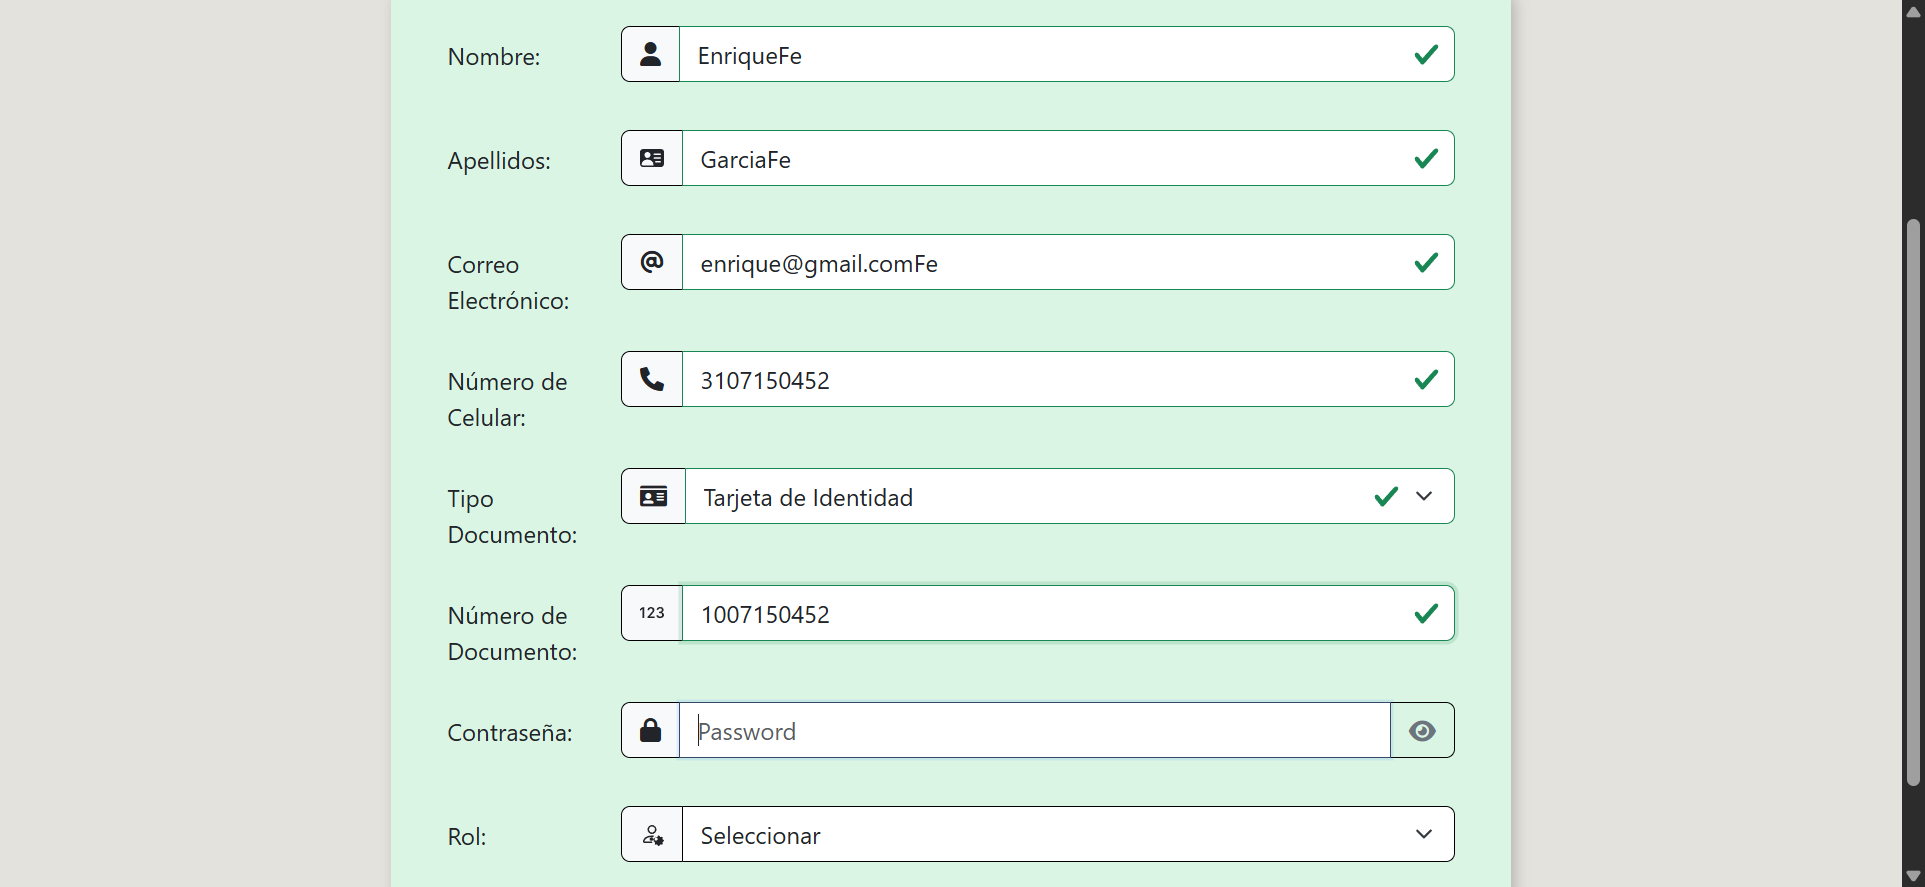 Nombre:
EnriqueFe
Apellidos:
GarciaFe
Correo
Electrónico:
enrique@gmail.comFe
Número de
Celular:
3107150452
Tipo
Documento:
Tarjeta de Identidad
Número de
Documento:
123
1007150452
Contraseña:
Password
Rol:
Seleccionar